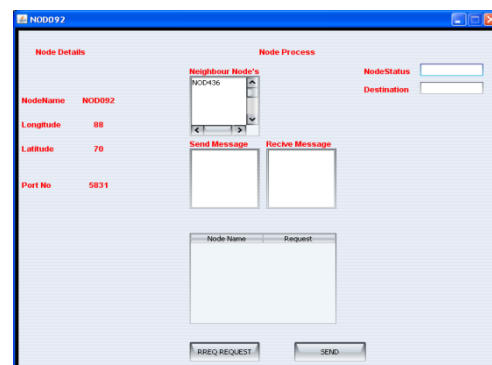 NOD092
Node Details
Node Process
Neighbour Node's
NOD436
NodeStatus
Destination
NodeName NOD092
Longitude 88
Latitude 70
Port No 5831
Send Message Recive Message
Node Name Request
RREQ REQUEST SEND